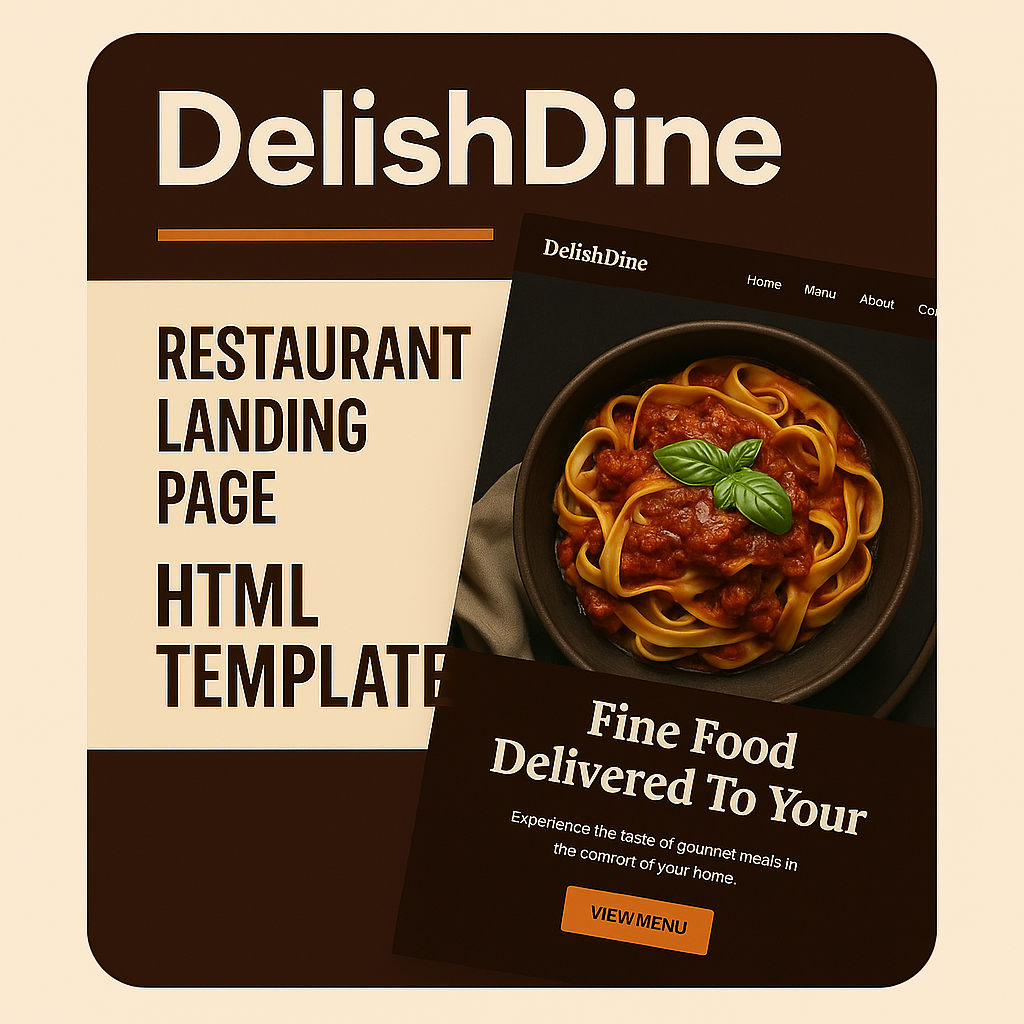 DelishDine
RESTAURANT
LANDING
PAGE
HTML
TEMPLATE
DelishDine
Home Manu About Co
Fine Food
Delivered To Your
Experience the taste of gounnet meals in
the comrort of your home.
VIEW MENU